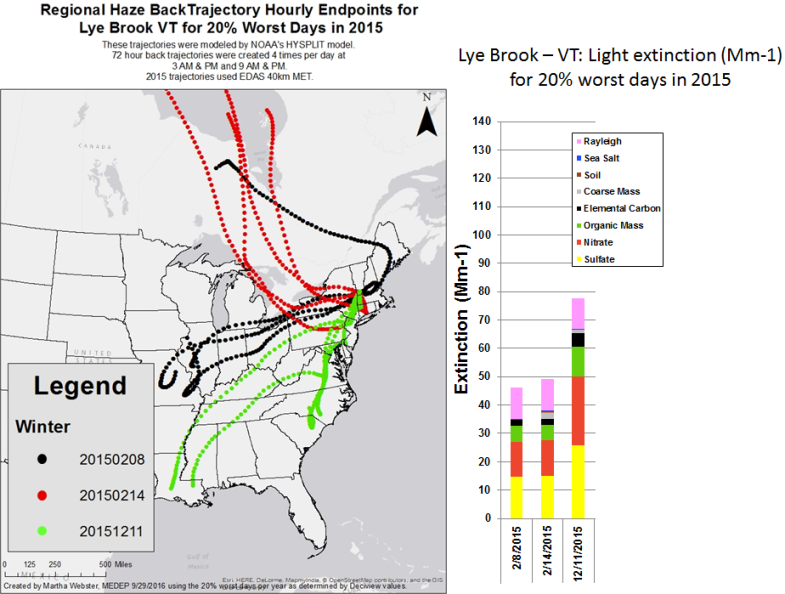 Regional Haze BackTrajectory Hourly Endpoints for
Lye Brook VT for 20% Worst Days in 2015
These trajectories were modeled by NOAA's HYSPLIT model.
72 hour back trajectories were created 4 times per day at
3 AM & PM and 9 AM & PM.
2015 trajectories used EDAS 40km MET.
N
CANADA
UNITED
STATES
Legend
Winter
20150208
20150214
20151211
0 125 250 500 Miles
Gulf of
Mexico
MEXICO
Esri, HERE, DeLorme, MapmyIndia, © OpenStreetMap contributors, and the GIS
Created by Martha Webster, MEDEP 9/29/2016 using the 20% worst days per year as determined by Deciview values.
Lye Brook – VT: Light extinction (Mm-1)
for 20% worst days in 2015
Extinction (Mm-1)
140
130
120
110
100
90
80
70
60
50
40
30
20
10
0
Rayleigh
Sea Salt
Soil
Coarse Mass
Elemental Carbon
Organic Mass
Nitrate
Sulfate
2/8/2015
2/14/2015
12/11/2015